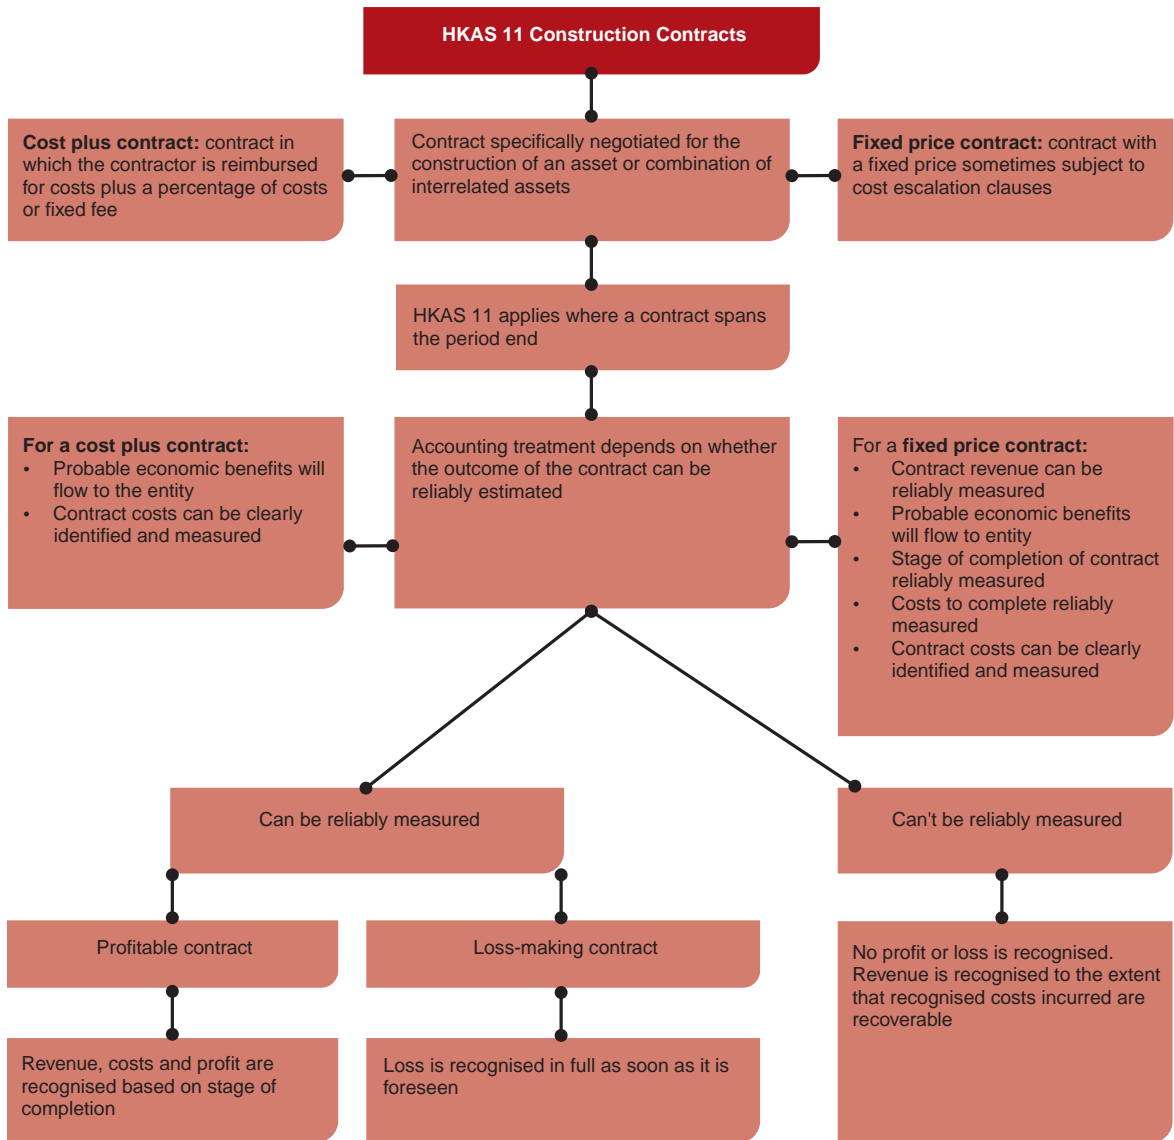 HKAS 11 Construction Contracts
Cost plus contract: contract in
which the contractor is reimbursed
for costs plus a percentage of costs
or fixed fee
Contract specifically negotiated for the
construction of an asset or combination of
interrelated assets
Fixed price contract: contract with
a fixed price sometimes subject to
cost escalation clauses
HKAS 11 applies where a contract spans
the period end
For a cost plus contract:
• Probable economic benefits will
flow to the entity
• Contract costs can be clearly
identified and measured
Accounting treatment depends on whether
the outcome of the contract can be
reliably estimated
For a fixed price contract:
• Contract revenue can be
reliably measured
• Probable economic benefits
will flow to entity
• Stage of completion of contract
reliably measured
• Costs to complete reliably
measured
• Contract costs can be clearly
identified and measured
Can be reliably measured
Can't be reliably measured
Profitable contract
Loss-making contract
No profit or loss is recognised.
Revenue is recognised to the extent
that recognised costs incurred are
recoverable
Revenue, costs and profit are
recognised based on stage of
completion
Loss is recognised in full as soon as it is
foreseen